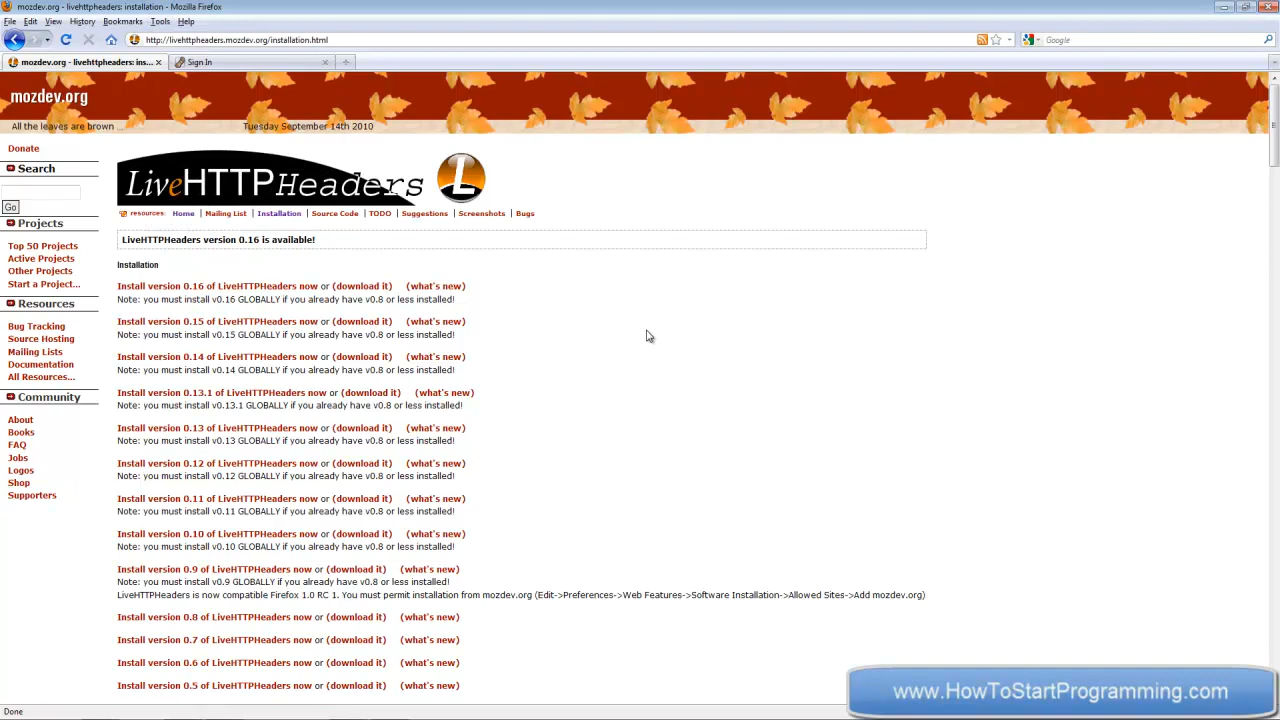 mozdev.org - livehttpheaders: installation - Mozilla Firefox
File Edit View History Bookmarks Tools Help
http://livehttpheaders.mozdev.org/installation.html
Google
mozdev.org - livehttpheaders: ins...
Sign In
mozdev.org
All the leaves are brown ...
Tuesday September 14th 2010
Donate
Search
Go
Projects
Top 50 Projects
Active Projects
Other Projects
Start a Project...
Resources
Bug Tracking
Source Hosting
Mailing Lists
Documentation
All Resources...
Community
About
Books
FAQ
Jobs
Logos
Shop
Supporters
LiveHTTPHeaders L
resources: Home | Mailing List | Installation | Source Code | TODO | Suggestions | Screenshots | Bugs
LiveHTTPHeaders version 0.16 is available!
Installation
Install version 0.16 of LiveHTTPHeaders now or (download it) (what's new)
Note: you must install v0.16 GLOBALLY if you already have v0.8 or less installed!
Install version 0.15 of LiveHTTPHeaders now or (download it) (what's new)
Note: you must install v0.15 GLOBALLY if you already have v0.8 or less installed!
Install version 0.14 of LiveHTTPHeaders now or (download it) (what's new)
Note: you must install v0.14 GLOBALLY if you already have v0.8 or less installed!
Install version 0.13.1 of LiveHTTPHeaders now or (download it) (what's new)
Note: you must install v0.13.1 GLOBALLY if you already have v0.8 or less installed!
Install version 0.13 of LiveHTTPHeaders now or (download it) (what's new)
Note: you must install v0.13 GLOBALLY if you already have v0.8 or less installed!
Install version 0.12 of LiveHTTPHeaders now or (download it) (what's new)
Note: you must install v0.12 GLOBALLY if you already have v0.8 or less installed!
Install version 0.11 of LiveHTTPHeaders now or (download it) (what's new)
Note: you must install v0.11 GLOBALLY if you already have v0.8 or less installed!
Install version 0.10 of LiveHTTPHeaders now or (download it) (what's new)
Note: you must install v0.10 GLOBALLY if you already have v0.8 or less installed!
Install version 0.9 of LiveHTTPHeaders now or (download it) (what's new)
Note: you must install v0.9 GLOBALLY if you already have v0.8 or less installed!
LiveHTTPHeaders is now compatible Firefox 1.0 RC 1. You must permit installation from mozdev.org (Edit->Preferences->Web Features->Software Installation->Allowed Sites->Add mozdev.org)
Install version 0.8 of LiveHTTPHeaders now or (download it) (what's new)
Install version 0.7 of LiveHTTPHeaders now or (download it) (what's new)
Install version 0.6 of LiveHTTPHeaders now or (download it) (what's new)
Install version 0.5 of LiveHTTPHeaders now or (download it) (what's new)
www.HowToStartProgramming.com
Done